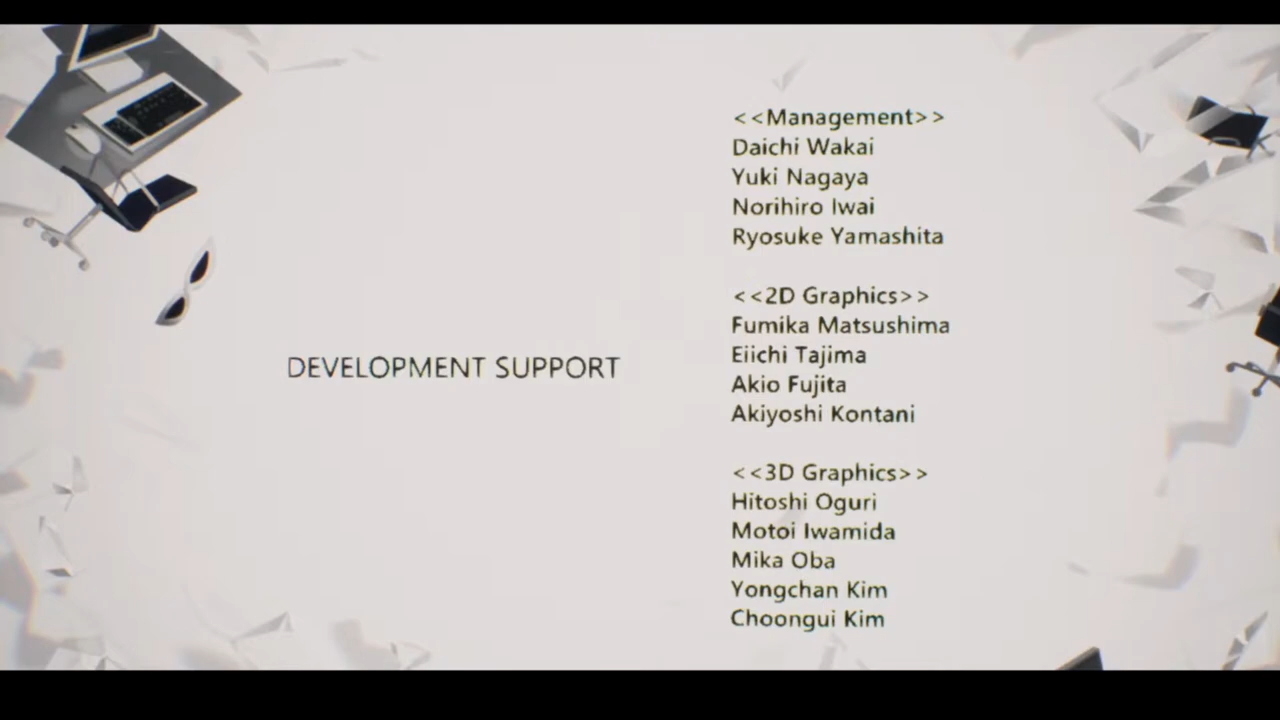 DEVELOPMENT SUPPORT
<<Management>>
Daichi Wakai
Yuki Nagaya
Norihiro Iwai
Ryosuke Yamashita
<<2D Graphics>>
Fumika Matsushima
Eiichi Tajima
Akio Fujita
Akiyoshi Kontani
<<3D Graphics>>
Hitoshi Oguri
Motoi Iwamida
Mika Oba
Yongchan Kim
Choongui Kim